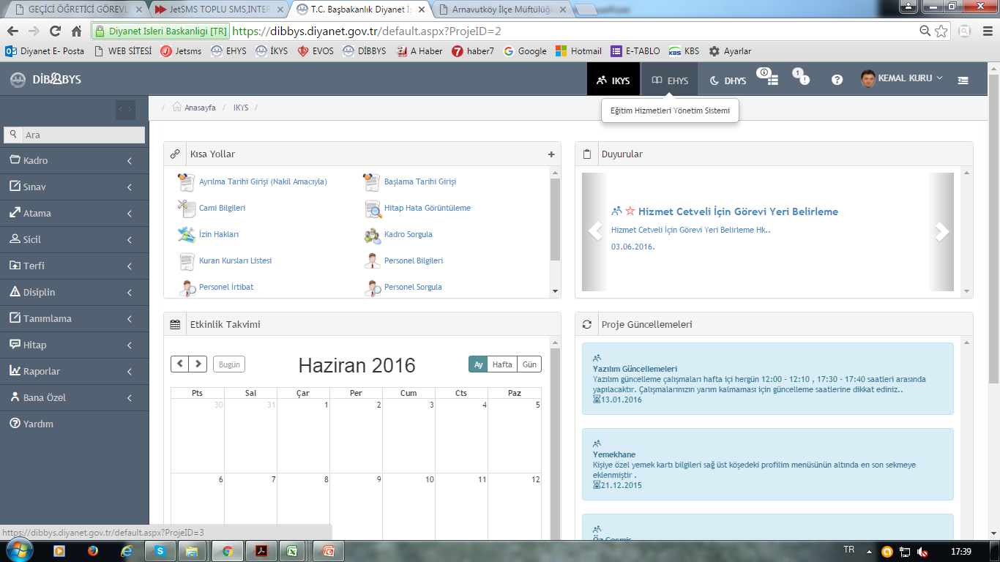 GEÇİCİ ÖĞRETİCİ GÖREVL
JetSMS TOPLU SMS,INTER
T.C. Başbakanlık Diyanet İş
Arnavutköy İlçe Müftülüğü
Diyanet Isleri Baskanligi [TR]
https://dibbys.diyanet.gov.tr/default.aspx?ProjeID=2
Diyanet E- Posta
WEB SİTESİ
Jetsms
EHYS
İKYS
EVOS
DİBBYS
A Haber
haber7
Google
Hotmail
E-TABLO
KBS
Ayarlar
DİBBYS
IKYS
EHYS
DHYS
0
1
KEMAL KURU
Eğitim Hizmetleri Yönetim Sistemi
/ Anasayfa / IKYS /
Ara
Kadro
Sınav
Atama
Sicil
Terfi
Disiplin
Tanımlama
Hitap
Raporlar
Bana Özel
Yardım
Kısa Yollar
Ayrılma Tarihi Girişi (Nakil Amacıyla)
Başlama Tarihi Girişi
Cami Bilgileri
Hitap Hata Görüntüleme
İzin Hakları
Kadro Sorgula
Kuran Kursları Listesi
Personel Bilgileri
Personel İrtibat
Personel Sorgula
Duyurular
Hizmet Cetveli İçin Görevi Yeri Belirleme
Hizmet Cetveli İçin Görevi Yeri Belirleme Hk..
03.06.2016.
Etkinlik Takvimi
Bugün
Haziran 2016
Ay Hafta Gün
Pts Sal Çar Per Cum Cts Paz
30 31 1 2 3 4 5
6 7 8 9 10 11 12
Proje Güncellemeleri
Yazılım Güncellemeleri
Yazılım güncelleme çalışmaları hafta içi hergün 12:00 - 12:10 , 17:30 - 17:40 saatleri arasında
yapılacaktır. Çalışmalarınızın yarım kalmaması için güncelleme saatlerine dikkat ediniz..
13.01.2016
Yemekhane
Kişiye özel yemek kartı bilgileri sağ üst köşedeki profilim menüsünün altında en son sekmeye
eklenmiştir .
21.12.2015
Öz Geçmiş
https://dibbys.diyanet.gov.tr/default.aspx?ProjeID=3
TR
17:39